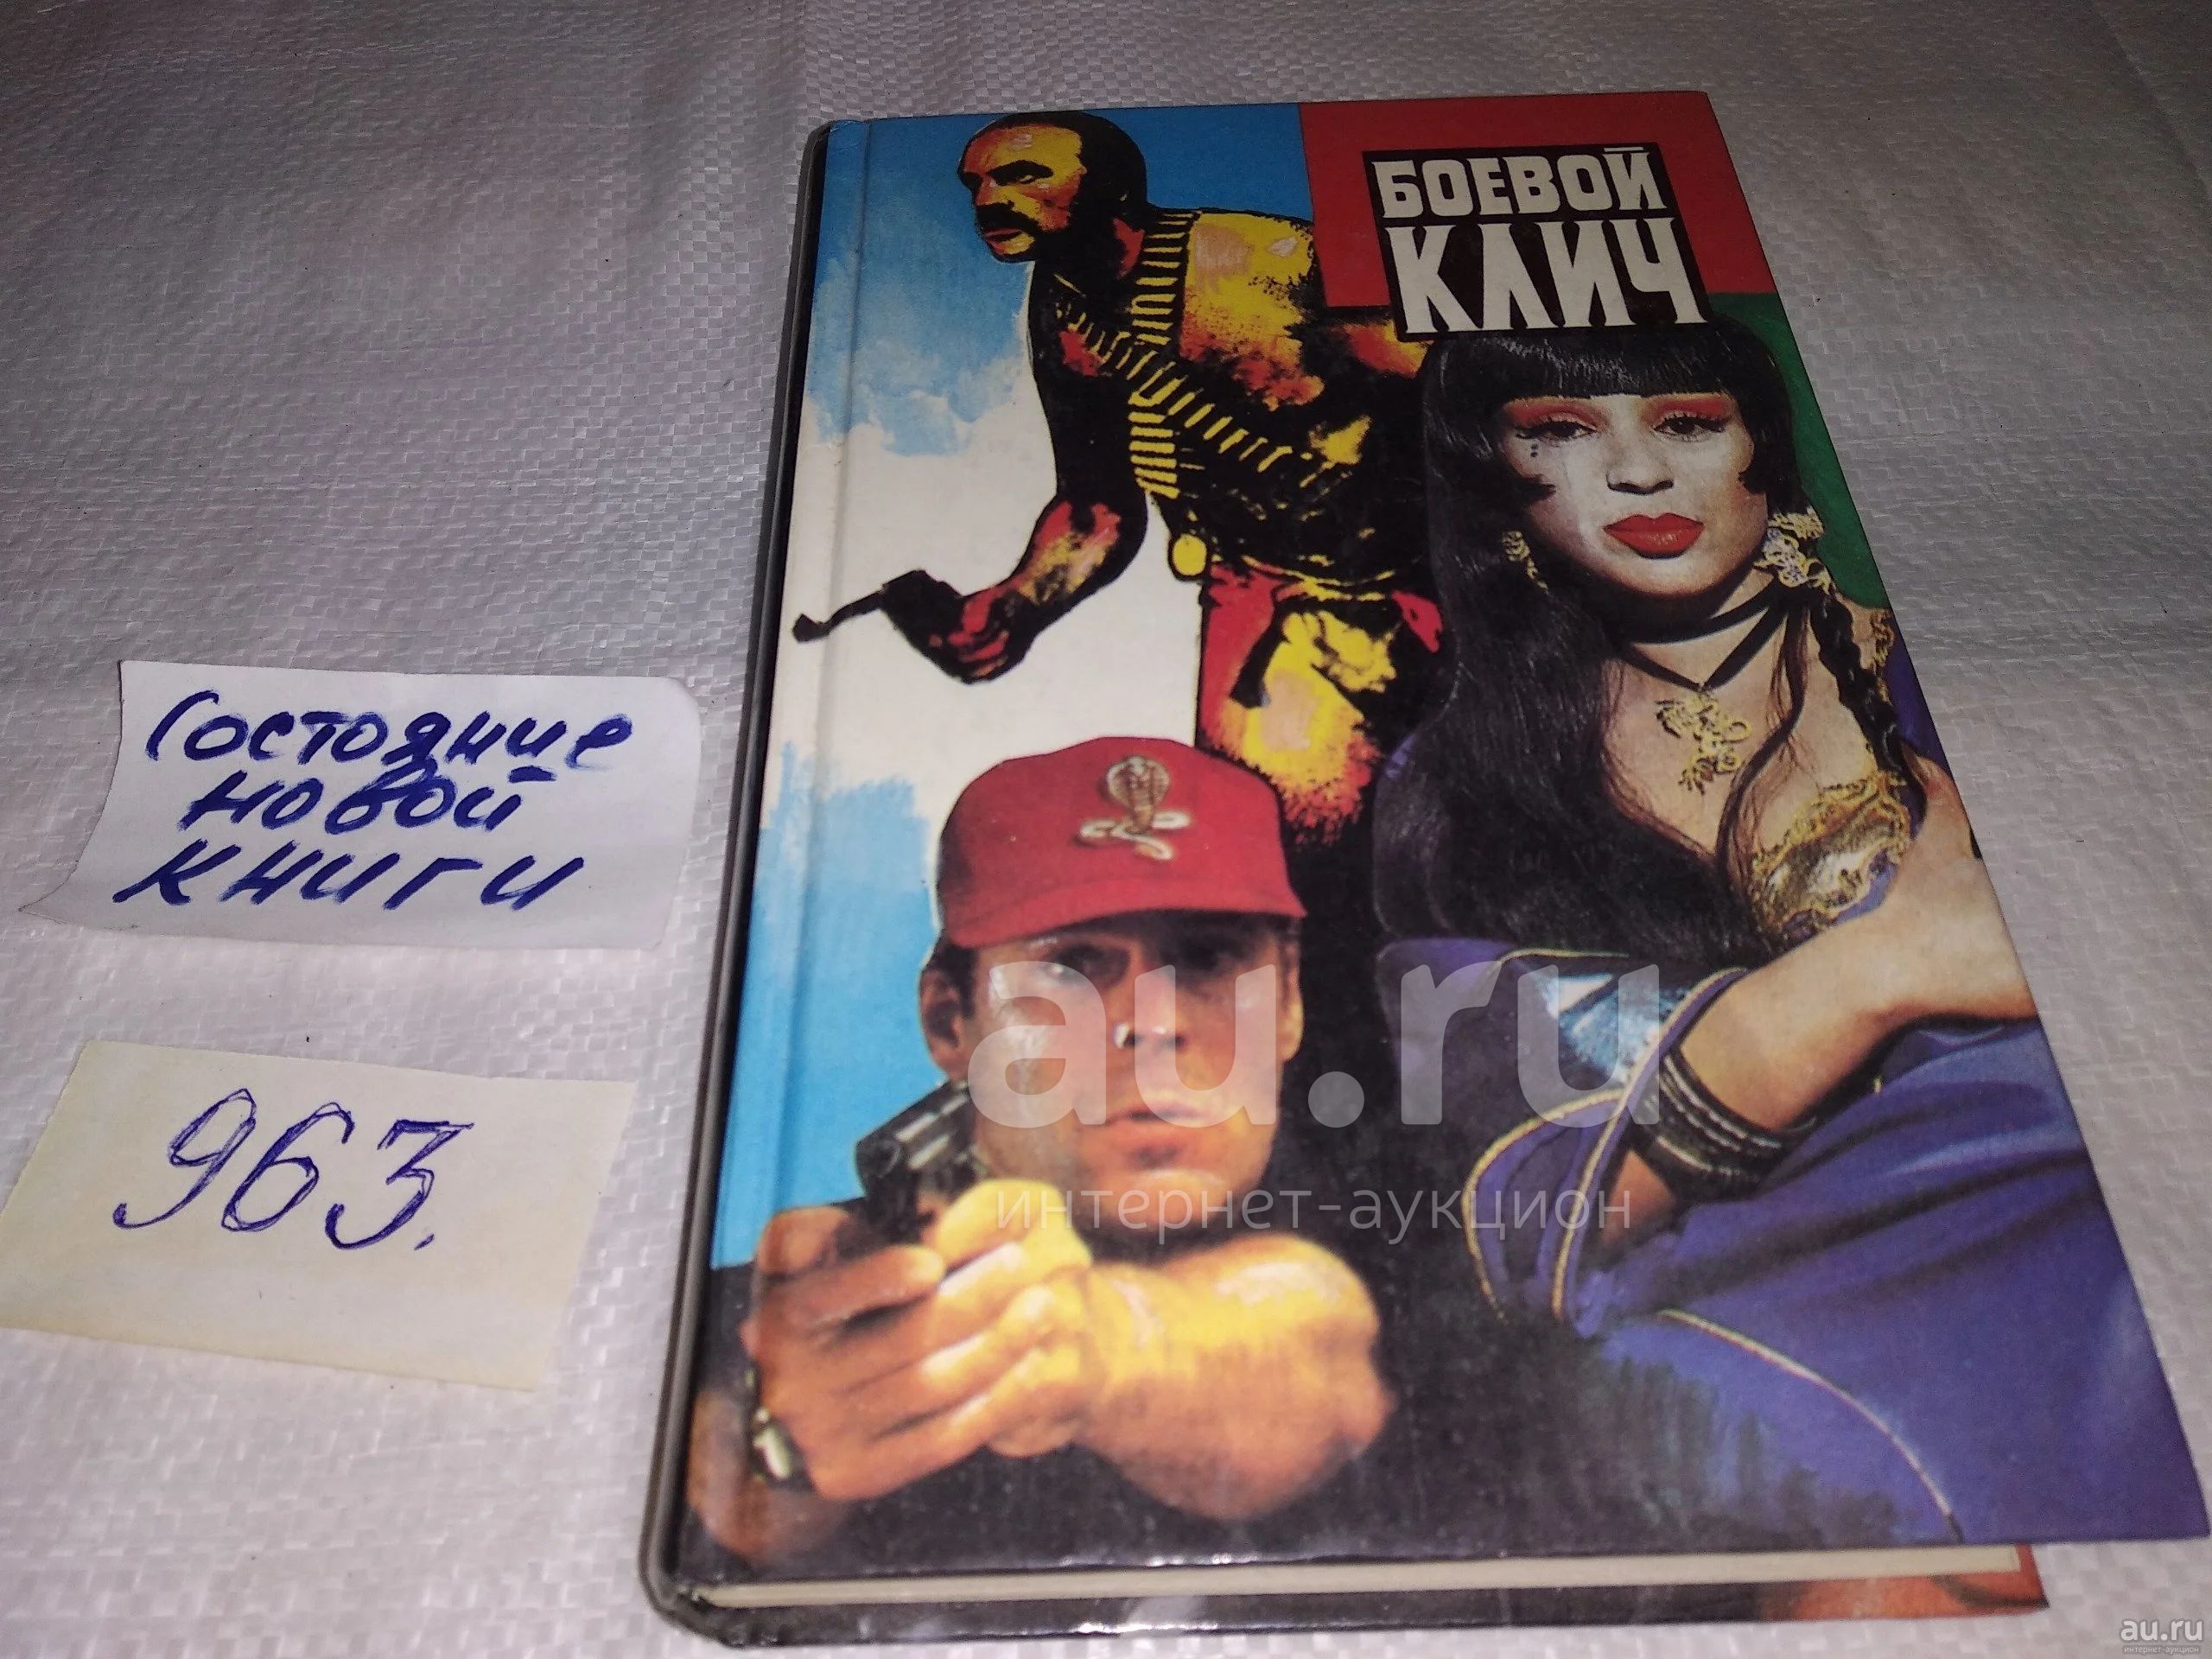 БОЕВОЙ
КЛИЧ
Состояние
новой
книги
963.
au.ru
интернет-аукцион
au.ru
интернет-аукцион